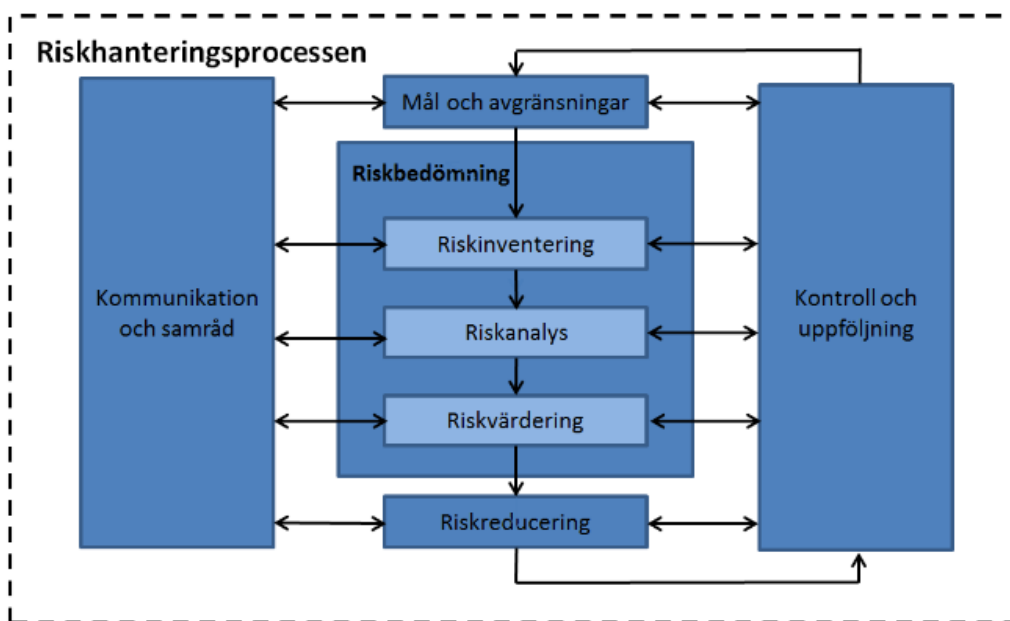 Riskhanteringsprocessen
Mål och avgränsningar
Riskbedömning
Riskinventering
Kommunikation
och samråd
Riskanalys
Kontroll och
uppföljning
Riskvärdering
Riskreducering